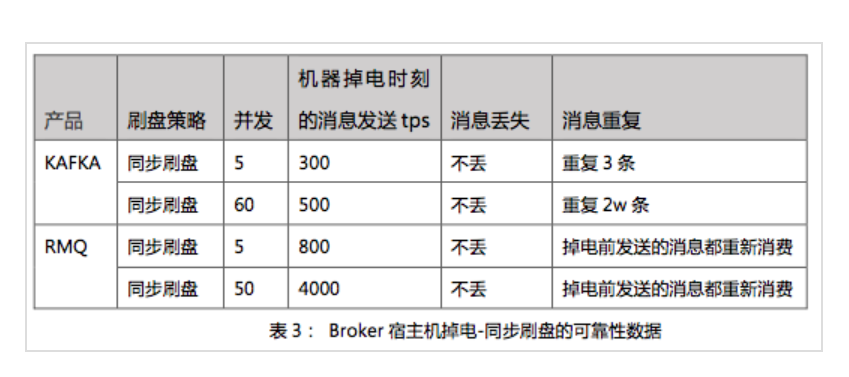 产品 刷盘策略 并发 机器掉电时刻的消息发送 tps 消息丢失 消息重复
KAFKA 同步刷盘 5 300 不丢 重复 3 条
同步刷盘 60 500 不丢 重复 2w 条
RMQ 同步刷盘 5 800 不丢 掉电前发送的消息都重新消费
同步刷盘 50 4000 不丢 掉电前发送的消息都重新消费
表 3： Broker 宿主机掉电-同步刷盘的可靠性数据